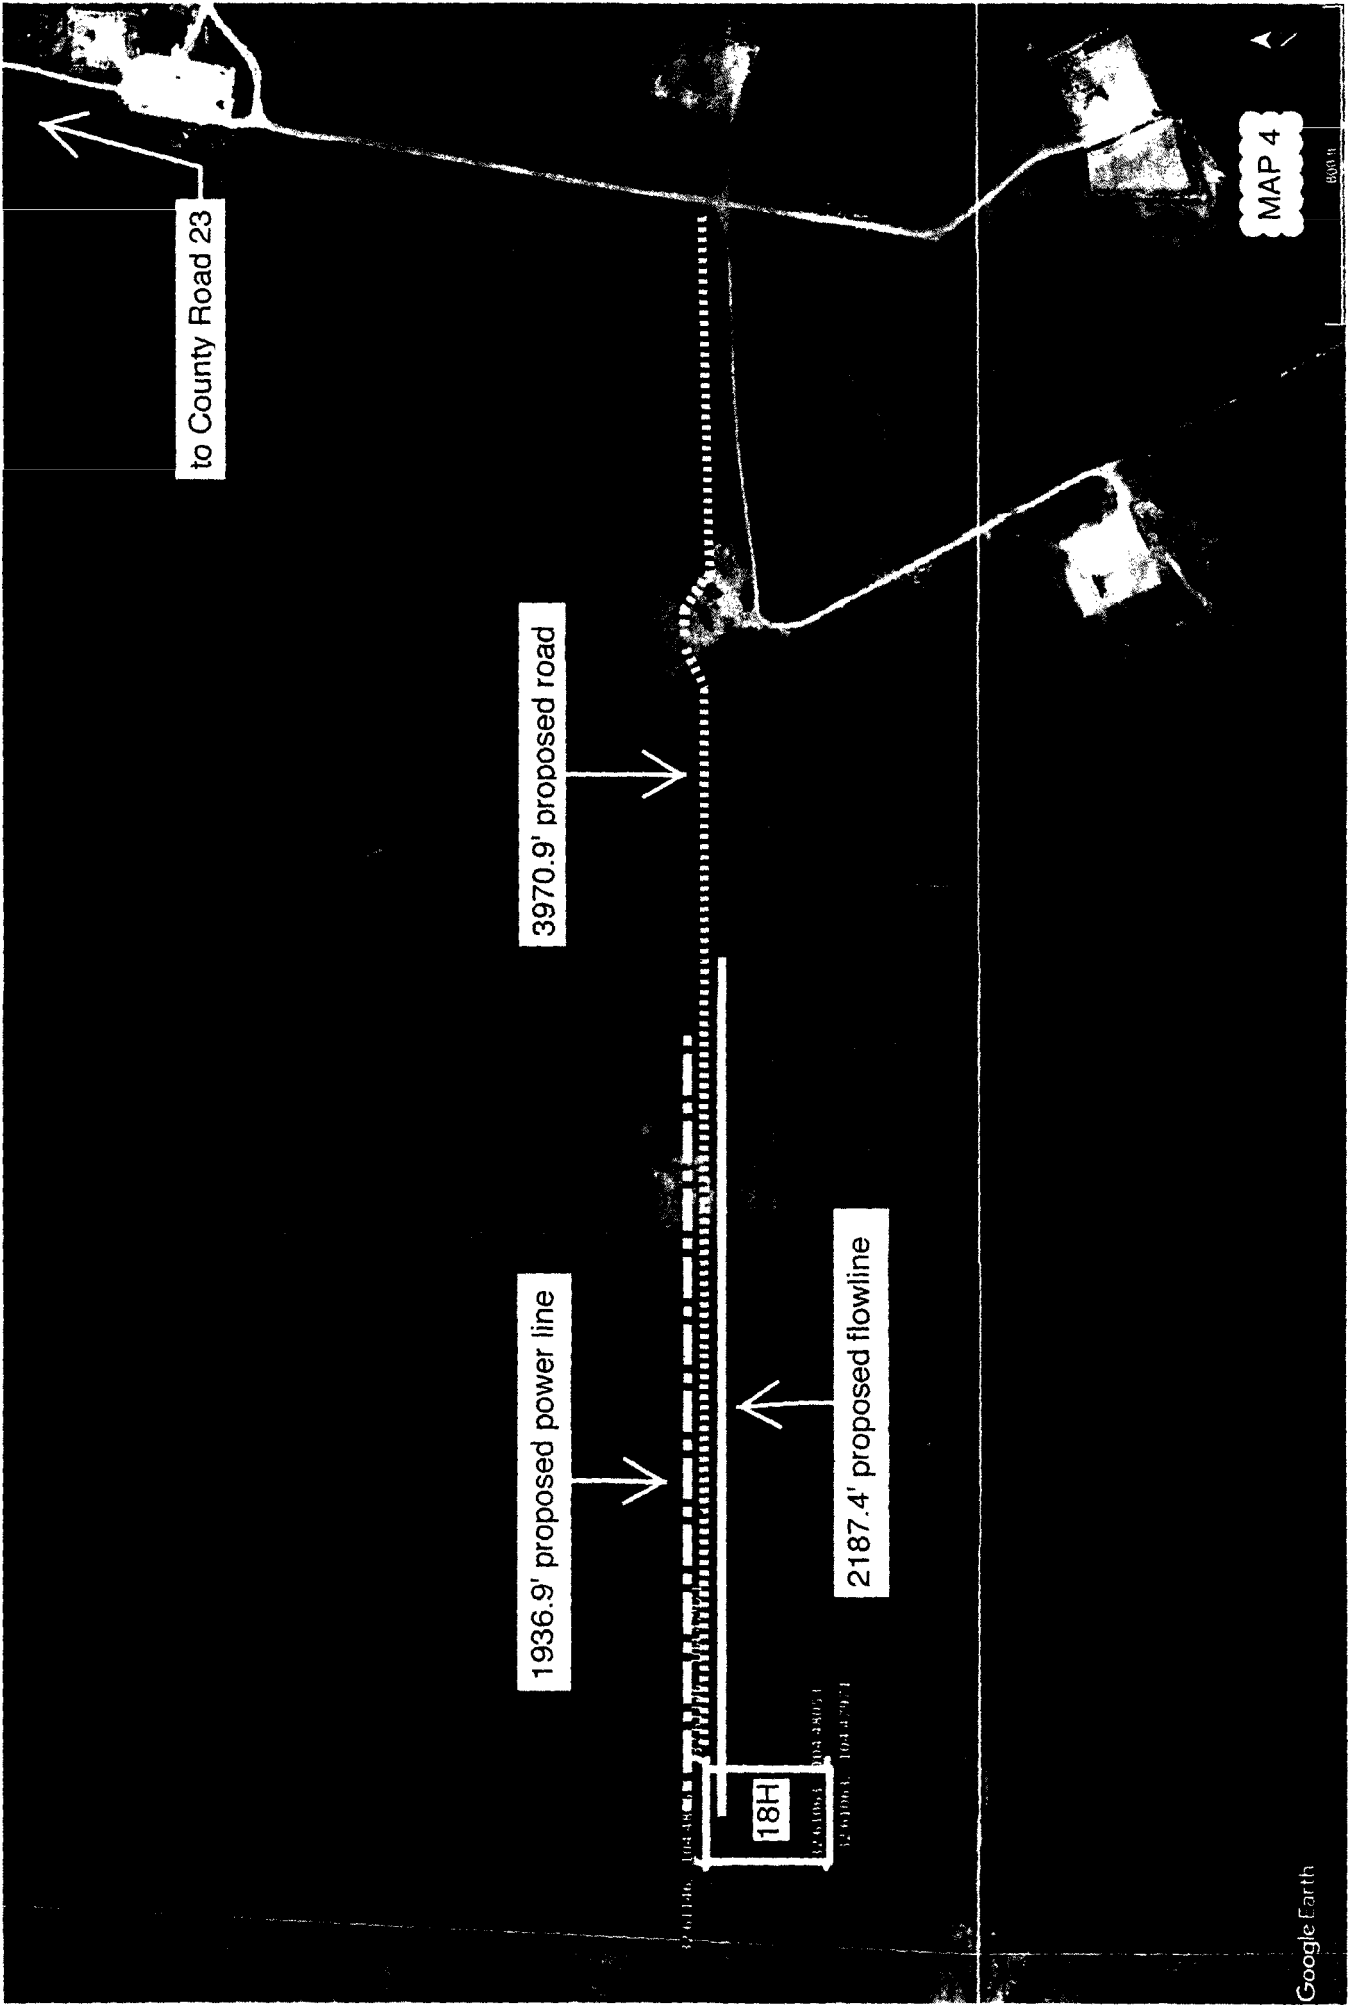 to County Road 23
3970.9' proposed road
1936.9' proposed power line
2187.4' proposed flowline
18H
MAP 4
Google Earth